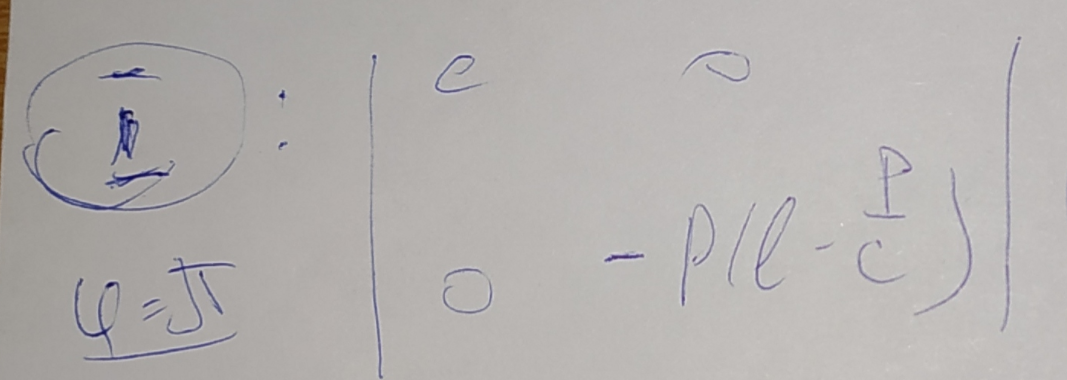 I : | c 0 |
φ = π | 0 - P(l - P/c) |